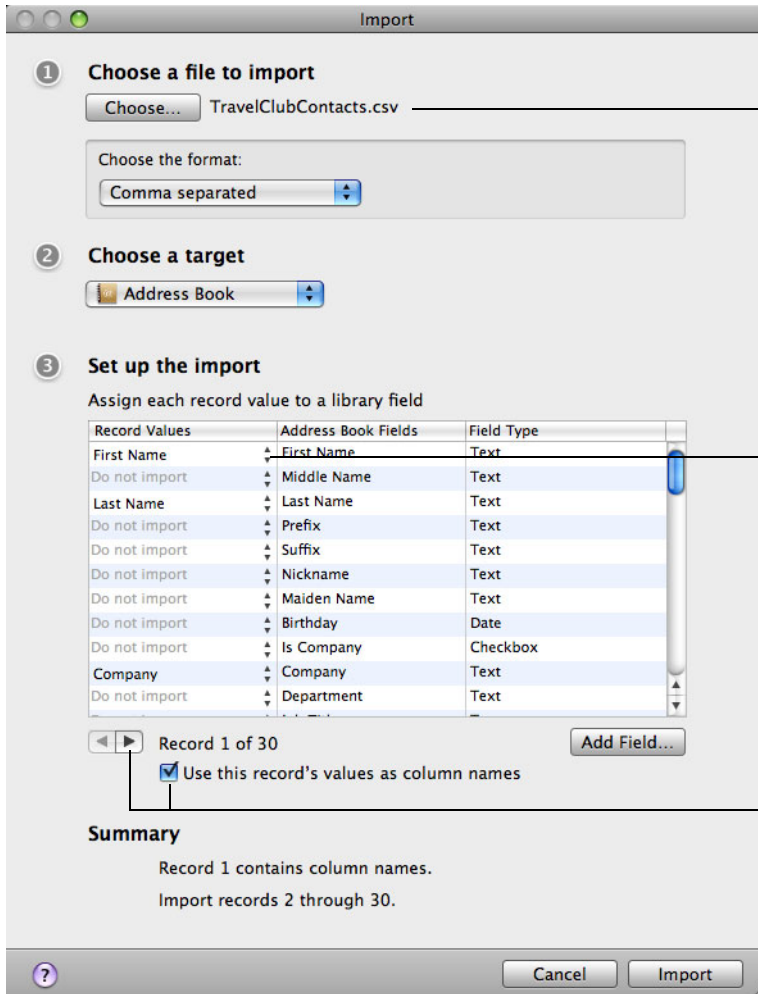 Import
1 Choose a file to import
Choose... TravelClubContacts.csv
Choose the format:
Comma separated
2 Choose a target
Address Book
3 Set up the import
Assign each record value to a library field
Record Values Address Book Fields Field Type
First Name First Name Text
Do not import Middle Name Text
Last Name Last Name Text
Do not import Prefix Text
Do not import Suffix Text
Do not import Nickname Text
Do not import Maiden Name Text
Do not import Birthday Date
Do not import Is Company Checkbox
Company Company Text
Do not import Department Text
Record 1 of 30 Add Field...
Use this record's values as column names
Summary
Record 1 contains column names.
Import records 2 through 30.
? Cancel Import